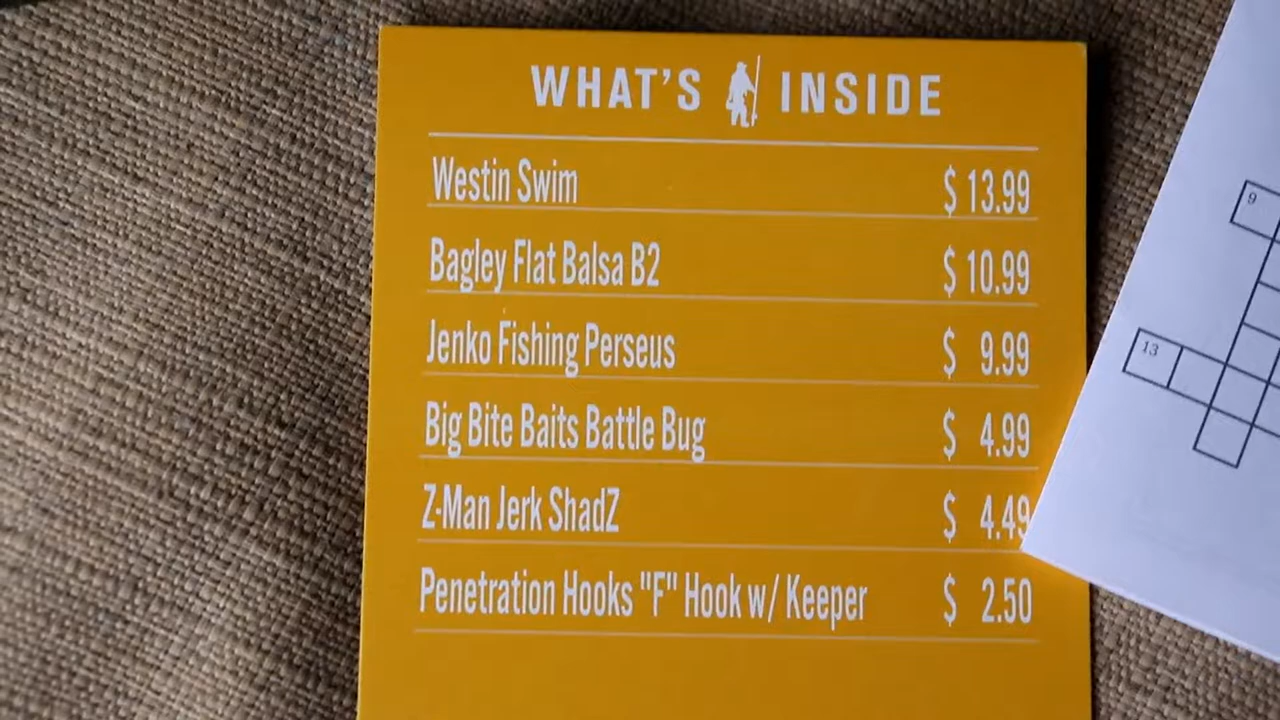 WHAT'S INSIDE
Westin Swim $ 13.99
Bagley Flat Balsa B2 $ 10.99
Jenko Fishing Perseus $ 9.99
Big Bite Baits Battle Bug $ 4.99
Z-Man Jerk ShadZ $ 4.49
Penetration Hooks "F" Hook w/ Keeper $ 2.50
9
13